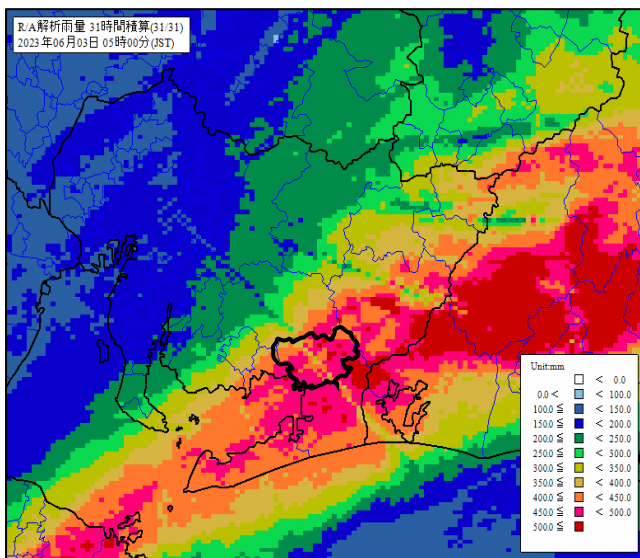 R/A解析雨量 31時間積算(31/31)
2023年06月03日 05時00分(JST)
Unit:mm
< 0.0
0.0 < < 100.0
100.0 ≦ < 150.0
150.0 ≦ < 200.0
200.0 ≦ < 250.0
250.0 ≦ < 300.0
300.0 ≦ < 350.0
350.0 ≦ < 400.0
400.0 ≦ < 450.0
450.0 ≦ < 500.0
500.0 ≦